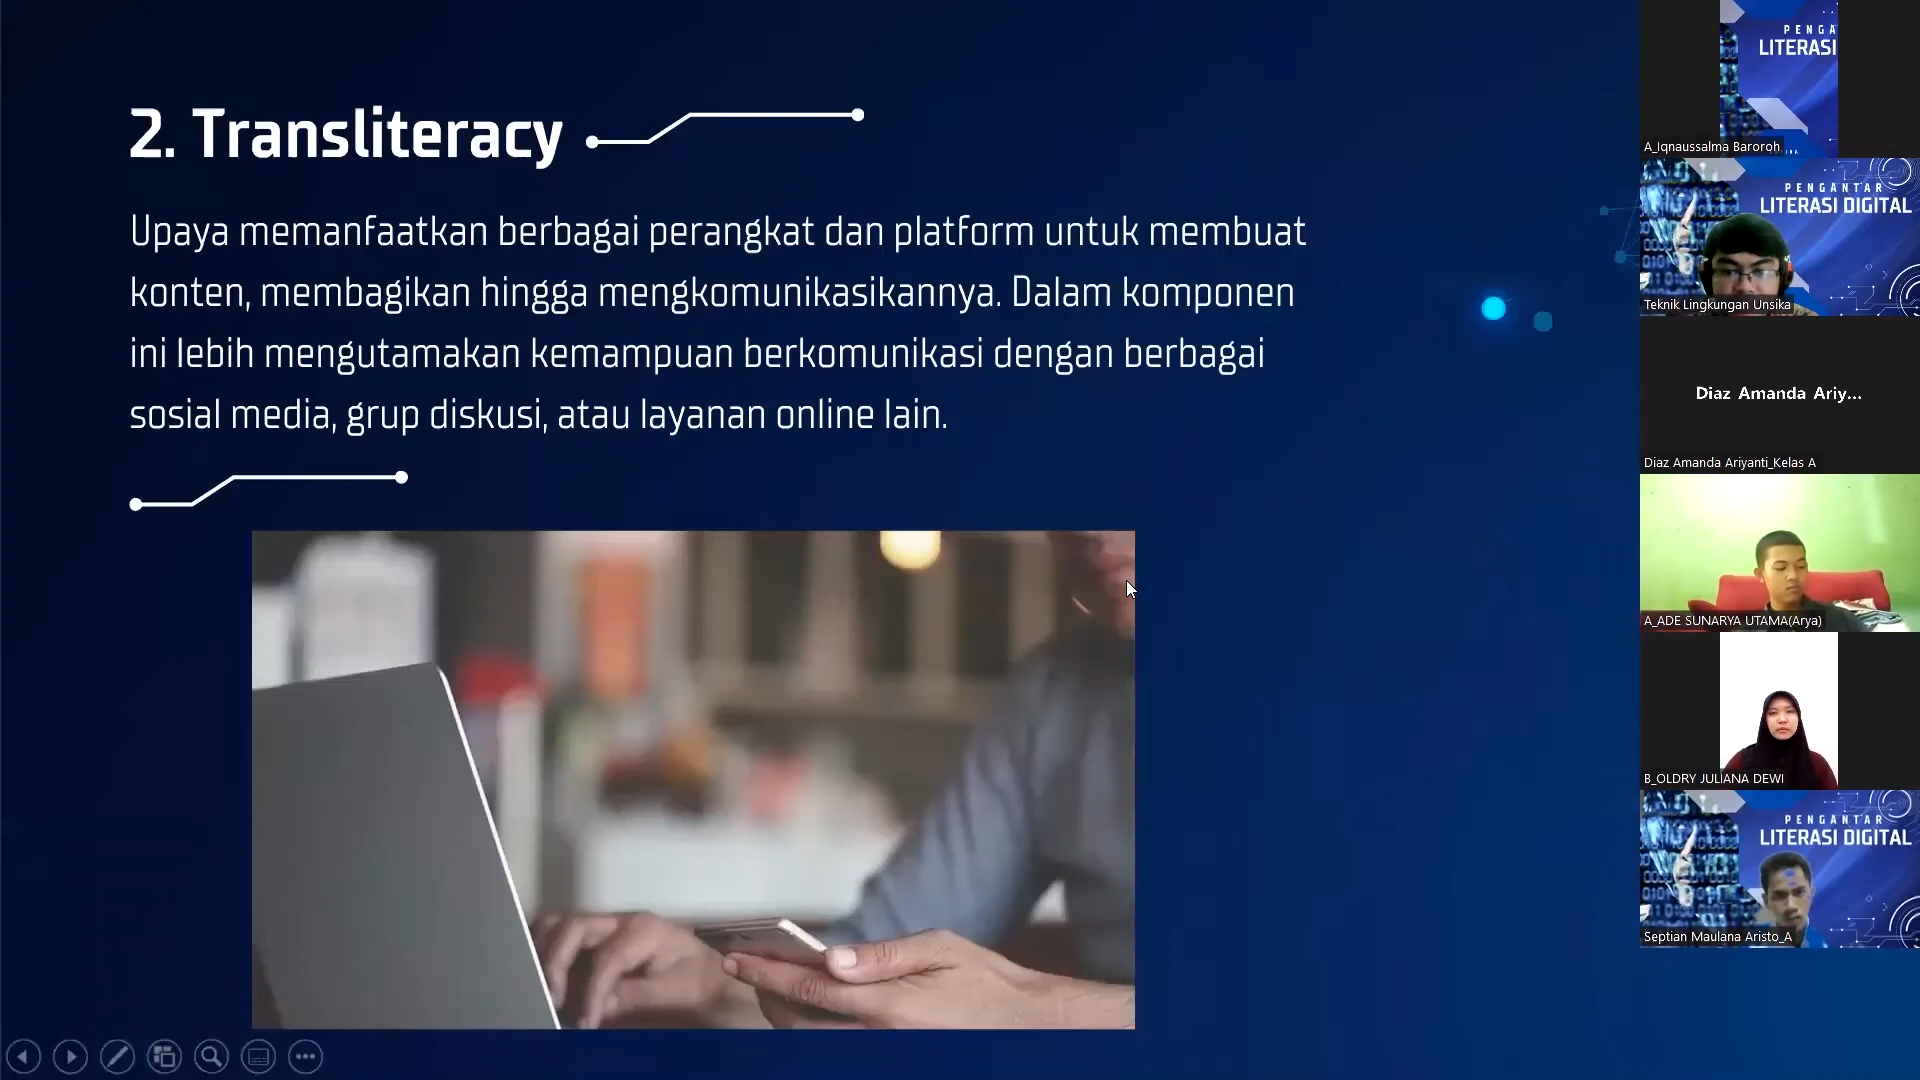 2. Transliteracy
Upaya memanfaatkan berbagai perangkat dan platform untuk membuat
konten, membagikan hingga mengkomunikasikannya. Dalam komponen
ini lebih mengutamakan kemampuan berkomunikasi dengan berbagai
sosial media, grup diskusi, atau layanan online lain.
PENGA
LITERASI
A_Iqnaussalma Baroroh
PENGANTAR
LITERASI DIGITAL
Teknik Lingkungan Unsika
Diaz Amanda Ariy...
Diaz Amanda Ariyanti_Kelas A
A_ADE SUNARYA UTAMA(Arya)
B_OLDRY JULIANA DEWI
PENGANTAR
LITERASI DIGITAL
Septian Maulana Aristo_A